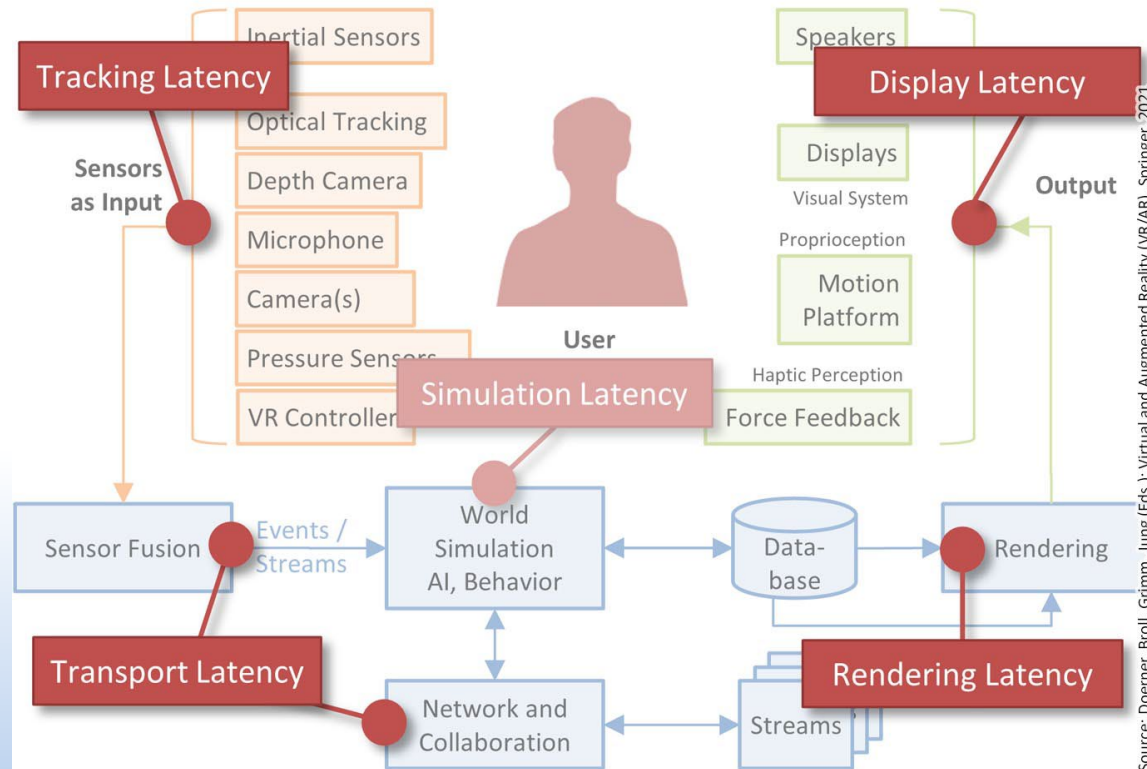 Tracking Latency
Inertial Sensors
Optical Tracking
Sensors
as Input
Depth Camera
Microphone
Camera(s)
Pressure Sensors
VR Controller
User
Simulation Latency
Speakers
Display Latency
Displays
Visual System
Output
Proprioception
Motion
Platform
Haptic Perception
Force Feedback
Sensor Fusion
Events /
Streams
World
Simulation
AI, Behavior
Data-
base
Rendering
Transport Latency
Network and
Collaboration
Streams
Rendering Latency
Source: Doerner, Broll, Grimm, Jung (Eds.): Virtual and Augmented Reality (VR/AR), Springer, 2021